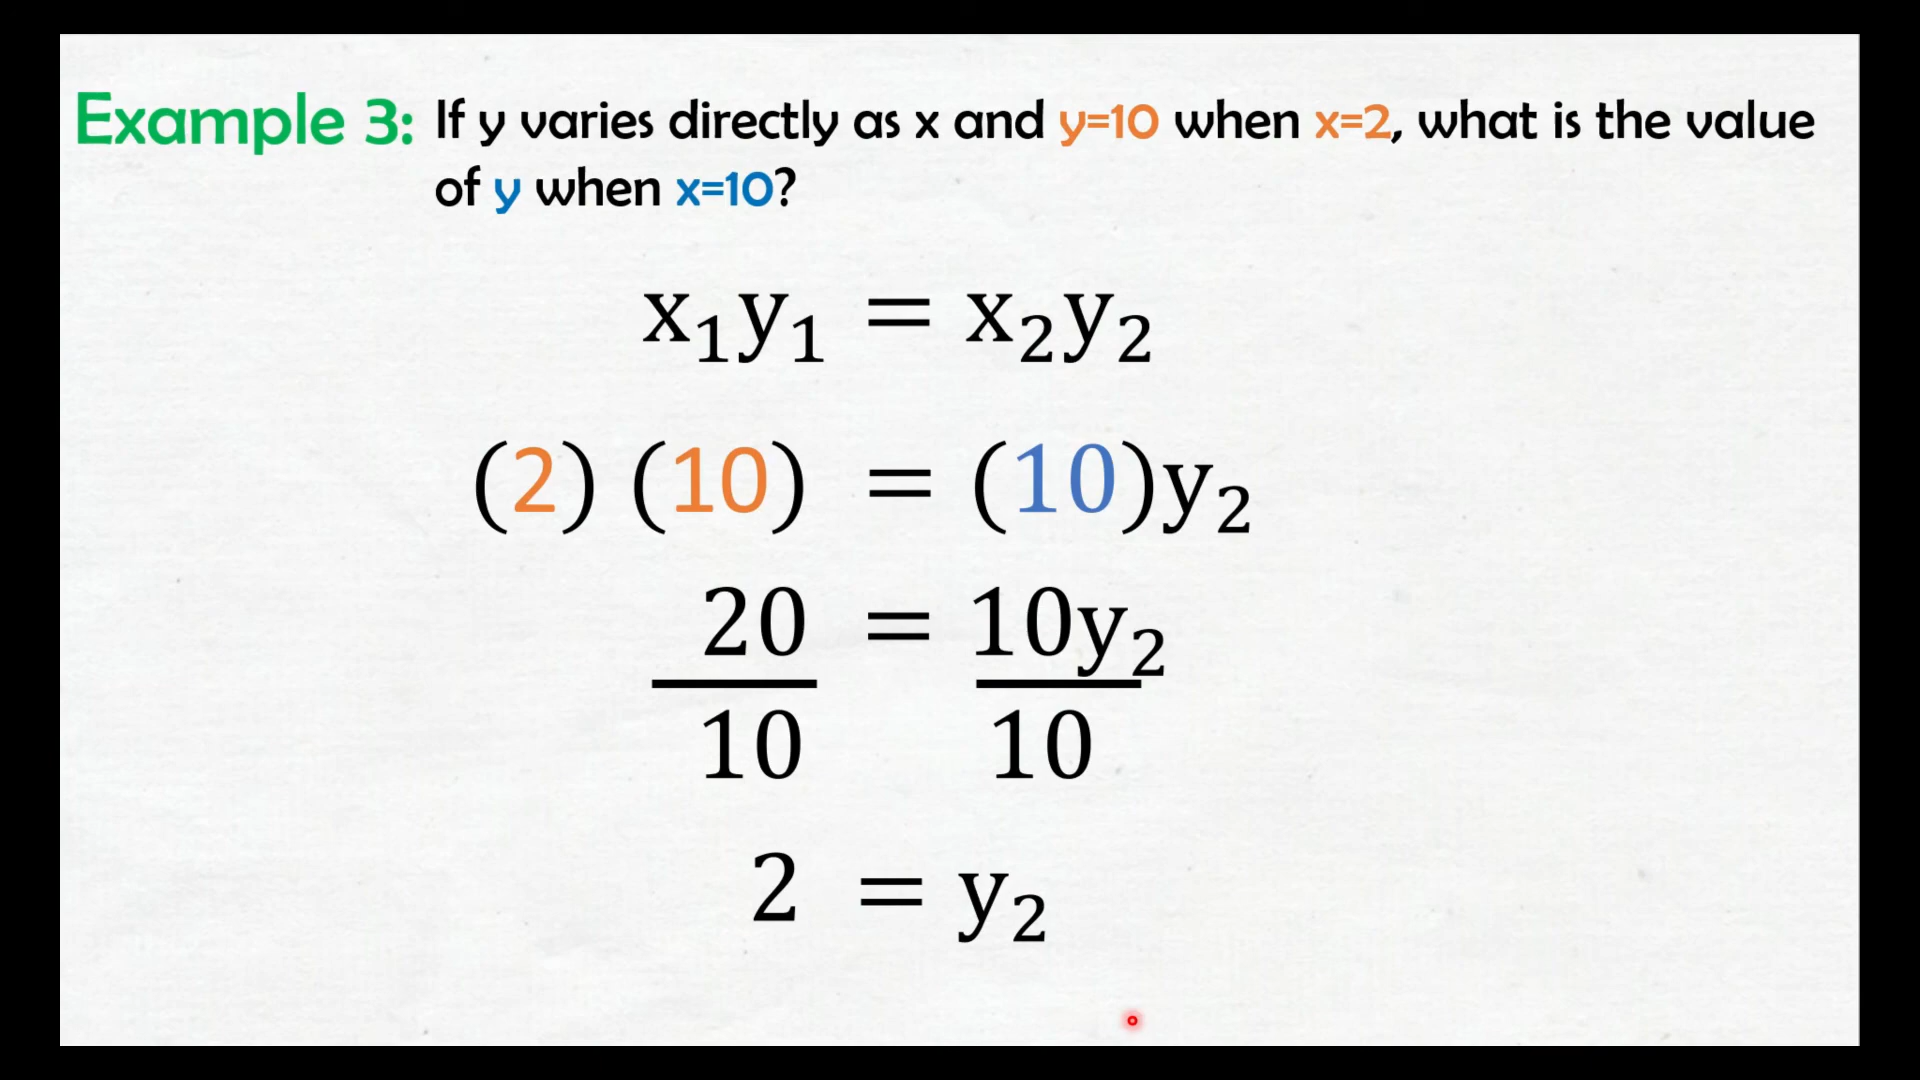 Example 3: If y varies directly as x and y=10 when x=2, what is the value
of y when x=10?
x₁y₁ = x₂y₂
(2) (10) = (10)y₂
20 = 10y₂
10 10
2 = y₂